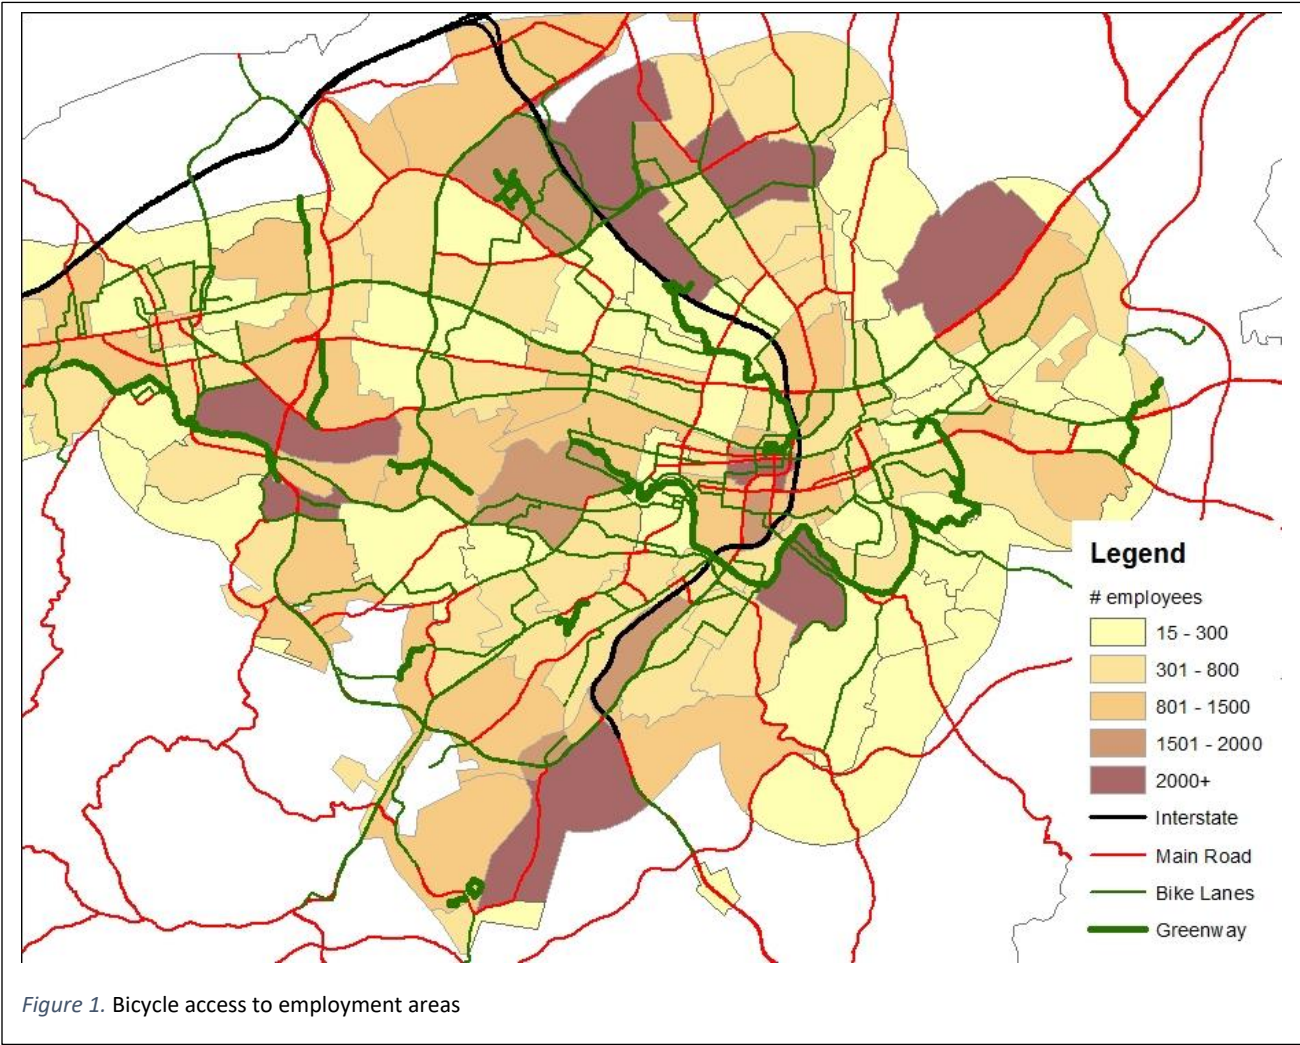 Legend
# employees
15 - 300
301 - 800
801 - 1500
1501 - 2000
2000+
Interstate
Main Road
Bike Lanes
Greenway
Figure 1. Bicycle access to employment areas